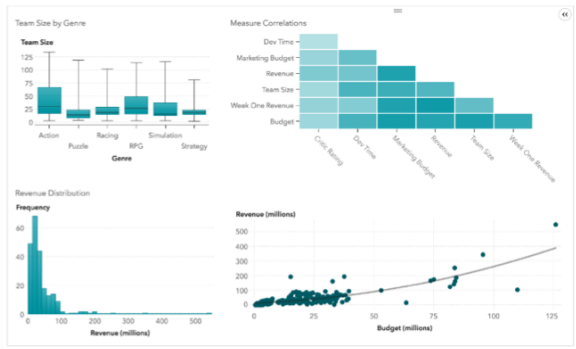 Team Size by Genre
Team Size
125
100
75
50
25
0
Action
Racing
Simulation
Puzzle
RPG
Strategy
Genre
Measure Correlations
Dev Time
Marketing Budget
Revenue
Team Size
Week One Revenue
Budget
Critic Rating
Dev Time
Marketing Budget
Revenue
Team Size
Week One Revenue
Revenue Distribution
Frequency
60
40
20
0
0 100 200 300 400 500
Revenue (millions)
Revenue (millions)
500
400
300
200
100
0
0 25 50 75 100 125
Budget (millions)